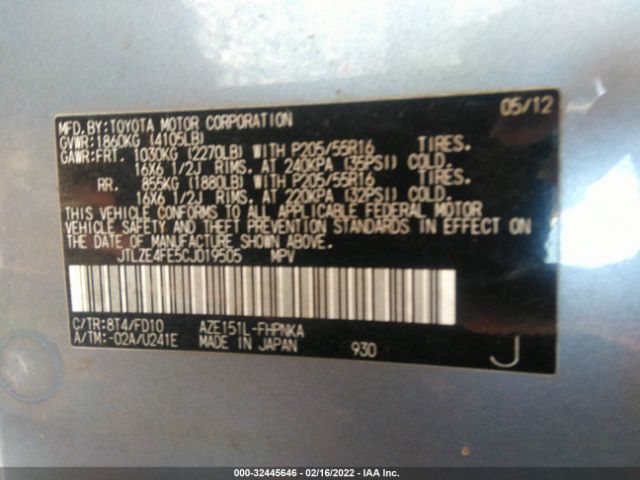 05/12
MFD.BY:TOYOTA MOTOR CORPORATION
GVWR:1860KG (4105LB)
GAWR:FRT. 1030KG (2270LB) WITH P205/55R16 TIRES.
16X6 1/2J RIMS. AT 240KPA (35PSI) COLD.
RR. 855KG (1880LB) WITH P205/55R16 TIRES.
16X6 1/2J RIMS. AT 220KPA (32PSI) COLD.
THIS VEHICLE CONFORMS TO ALL APPLICABLE FEDERAL MOTOR
VEHICLE SAFETY AND THEFT PREVENTION STANDARDS IN EFFECT ON
THE DATE OF MANUFACTURE SHOWN ABOVE.
JTLZE4FE5CJ019505 MPV
C/TR:8T4/FD10 AZE151L-FHPNKA
A/TM:-02A/U241E MADE IN JAPAN 930 J
000-32445646 - 02/16/2022 - IAA Inc.